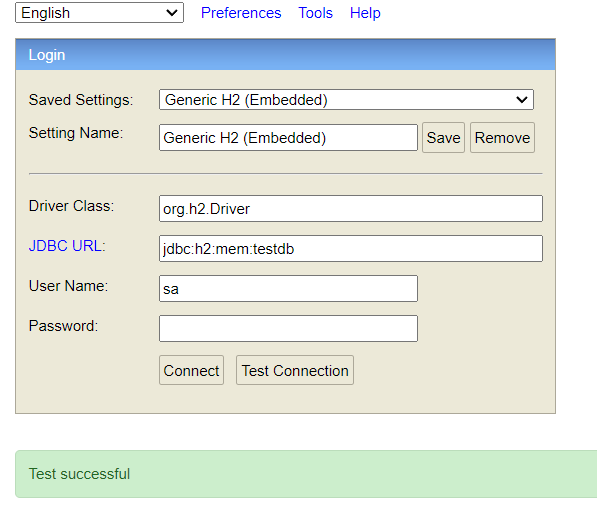 English Preferences Tools Help
Login
Saved Settings: Generic H2 (Embedded)
Setting Name: Generic H2 (Embedded) Save Remove
Driver Class: org.h2.Driver
JDBC URL: jdbc:h2:mem:testdb
User Name: sa
Password:
Connect Test Connection
Test successful